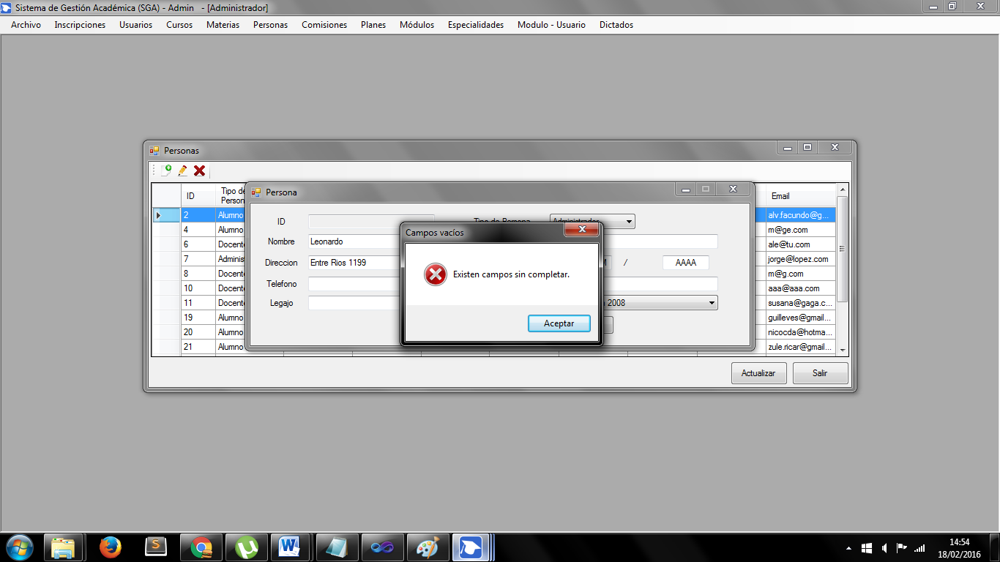 Sistema de Gestión Académica (SGA) - Admin - [Administrador]
Archivo Inscripciones Usuarios Cursos Materias Personas Comisiones Planes Módulos Especialidades Modulo - Usuario Dictados
Personas
ID Tipo de Email
Persona
Persona
2 Alumno alv.facundo@g...
4 Alumno m@ge.com
6 Docente ale@tu.com
7 Adminis jorge@lopez.com
8 Docente m@g.com
10 Docente aaa@aaa.com
11 Docente susana@gaga.c...
19 Alumno guilleves@gmail...
20 Alumno nicocda@hotma...
21 Alumno zule.ricar@gmail...
ID Tipo de Persona Administrador
Nombre Leonardo
Direccion Entre Rios 1199 / AAAA
Telefono
Legajo 2008
Campos vacíos
Existen campos sin completar.
Aceptar
Actualizar Salir
14:54
18/02/2016